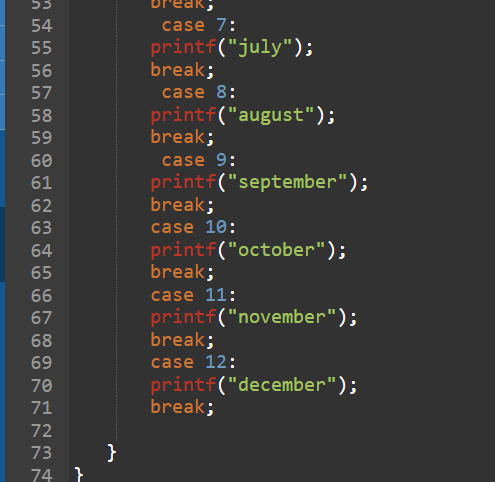 53 break;
54 case 7:
55 printf("july");
56 break;
57 case 8:
58 printf("august");
59 break;
60 case 9:
61 printf("september");
62 break;
63 case 10:
64 printf("october");
65 break;
66 case 11:
67 printf("november");
68 break;
69 case 12:
70 printf("december");
71 break;
72
73 }
74 }